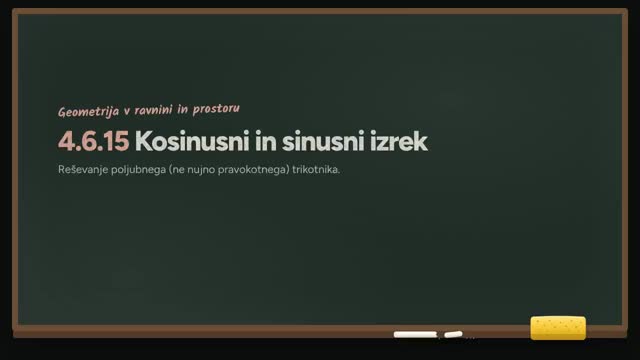 Geometrija v ravnini in prostoru
4.6.15 Kosinusni in sinusni izrek
Reševanje poljubnega (ne nujno pravokotnega) trikotnika.